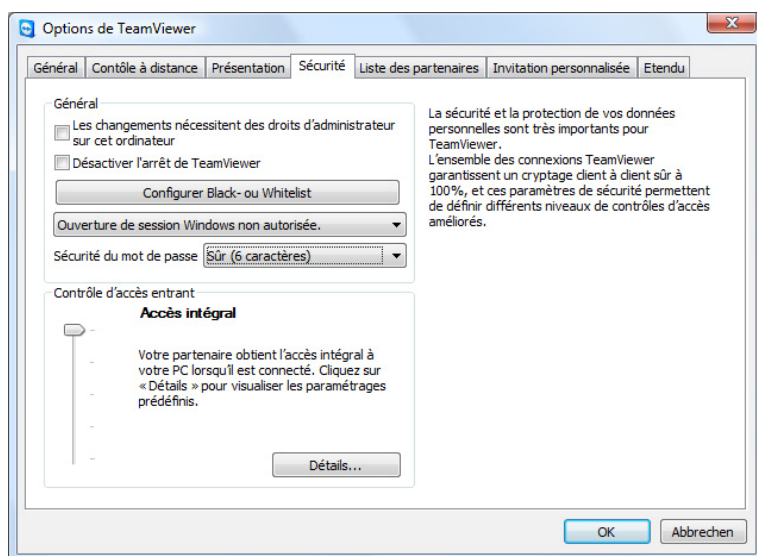 Options de TeamViewer
Général Contôle à distance Présentation Sécurité Liste des partenaires Invitation personnalisée Etendu
Général
Les changements nécessitent des droits d'administrateur
sur cet ordinateur
Désactiver l'arrêt de TeamViewer
Configurer Black- ou Whitelist
Ouverture de session Windows non autorisée.
Sécurité du mot de passe Sûr (6 caractères)
Contrôle d'accès entrant
Accès intégral
Votre partenaire obtient l'accès intégral à
votre PC lorsqu'il est connecté. Cliquez sur
« Détails » pour visualiser les paramétrages
prédéfinis.
Détails...
La sécurité et la protection de vos données
personnelles sont très importants pour
TeamViewer.
L'ensemble des connexions TeamViewer
garantissent un cryptage client à client sûr à
100%, et ces paramètres de sécurité permettent
de définir différents niveaux de contrôles d'accès
améliorés.
OK Abbrechen